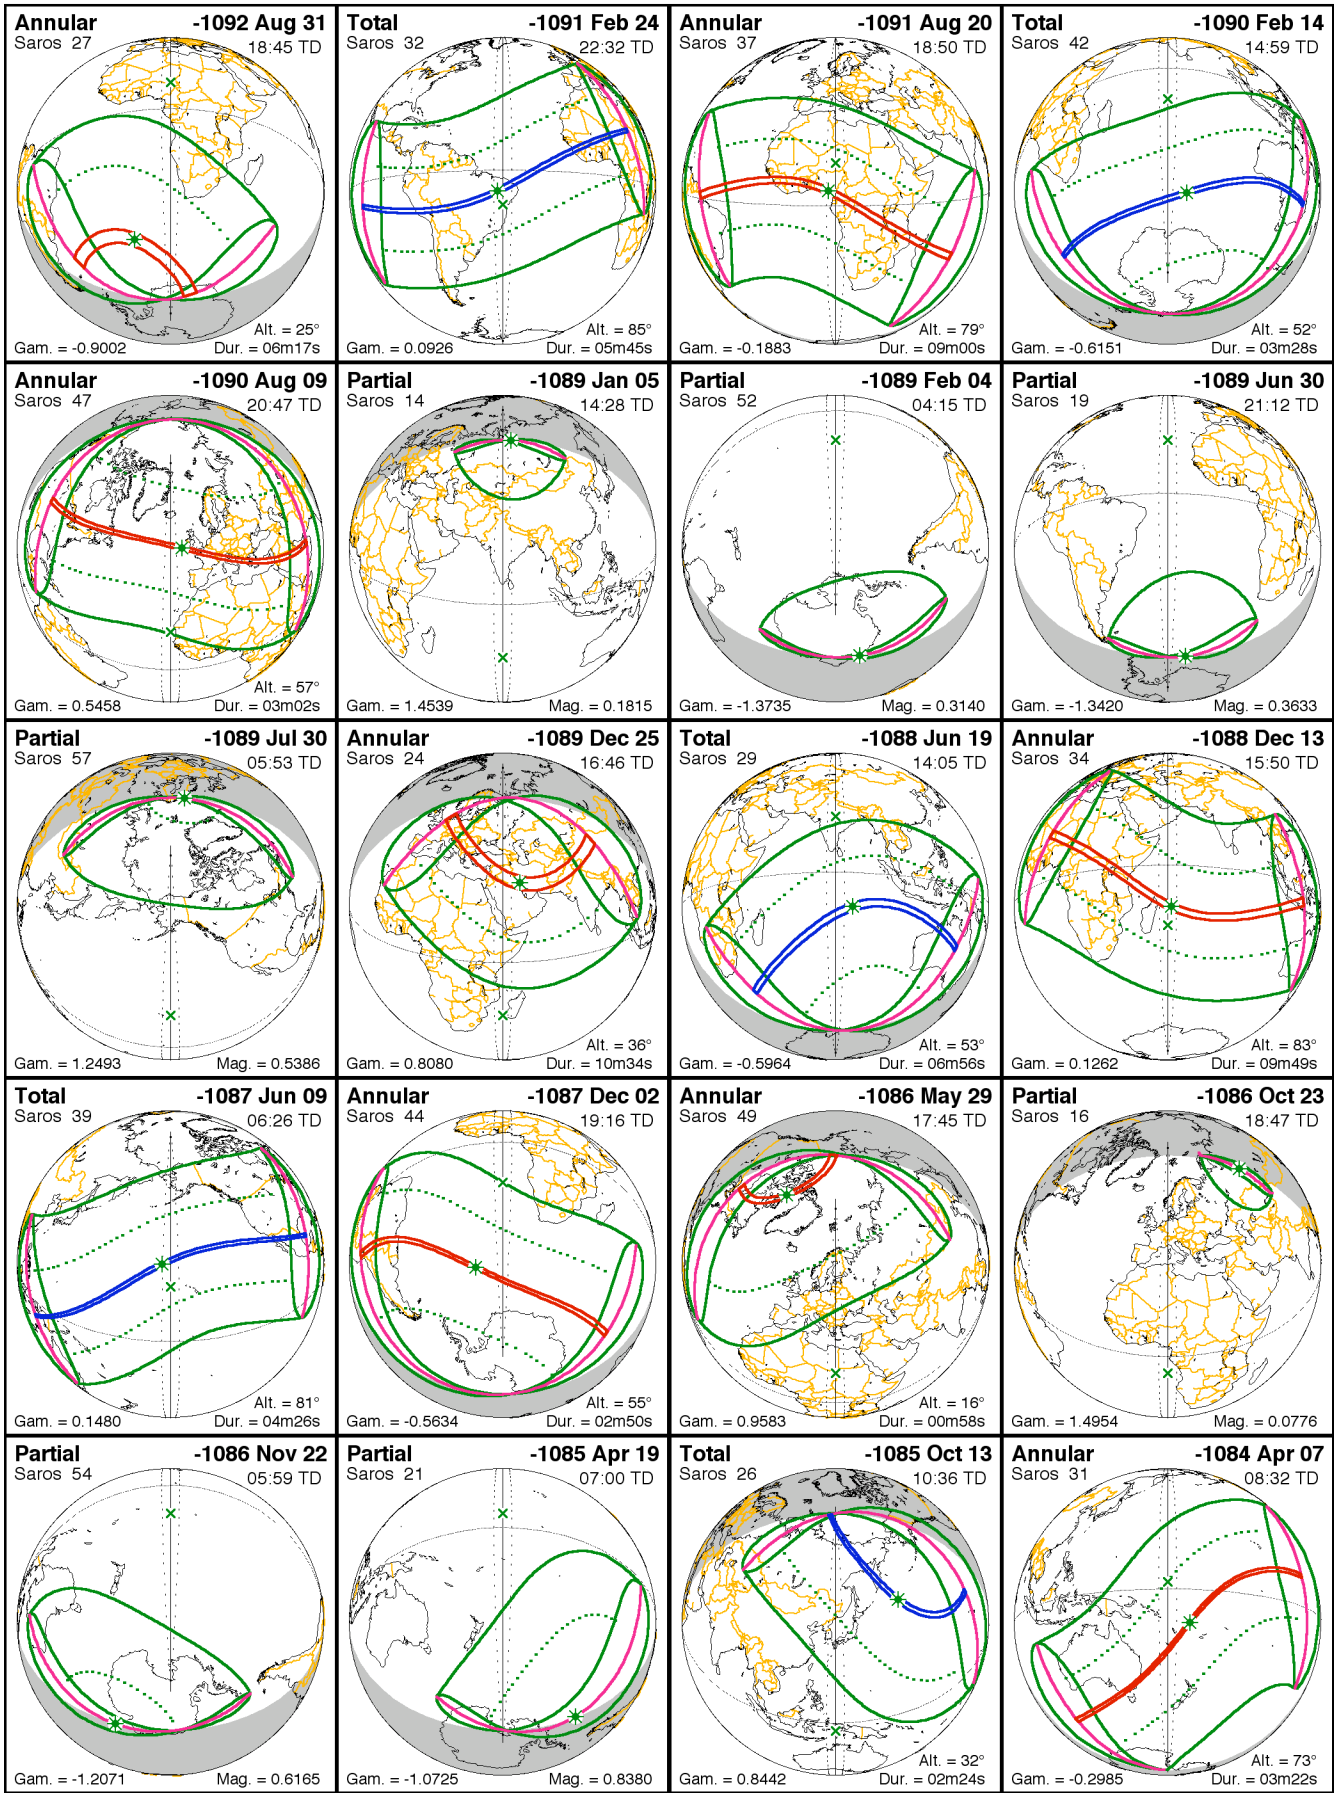 Annular -1092 Aug 31
Saros 27 18:45 TD
Alt. = 25°
Gam. = -0.9002 Dur. = 06m17s
Total -1091 Feb 24
Saros 32 22:32 TD
Alt. = 85°
Gam. = 0.0926 Dur. = 05m45s
Annular -1091 Aug 20
Saros 37 18:50 TD
Alt. = 79°
Gam. = -0.1883 Dur. = 09m00s
Total -1090 Feb 14
Saros 42 14:59 TD
Alt. = 52°
Gam. = -0.6151 Dur. = 03m28s
Annular -1090 Aug 09
Saros 47 20:47 TD
Alt. = 57°
Gam. = 0.5458 Dur. = 03m02s
Partial -1089 Jan 05
Saros 14 14:28 TD
Gam. = 1.4539 Mag. = 0.1815
Partial -1089 Feb 04
Saros 52 04:15 TD
Gam. = -1.3735 Mag. = 0.3140
Partial -1089 Jun 30
Saros 19 21:12 TD
Gam. = -1.3420 Mag. = 0.3633
Partial -1089 Jul 30
Saros 57 05:53 TD
Gam. = 1.2493 Mag. = 0.5386
Annular -1089 Dec 25
Saros 24 16:46 TD
Alt. = 36°
Gam. = 0.8080 Dur. = 10m34s
Total -1088 Jun 19
Saros 29 14:05 TD
Alt. = 53°
Gam. = -0.5964 Dur. = 06m56s
Annular -1088 Dec 13
Saros 34 15:50 TD
Alt. = 83°
Gam. = 0.1262 Dur. = 09m49s
Total -1087 Jun 09
Saros 39 06:26 TD
Alt. = 81°
Gam. = 0.1480 Dur. = 04m26s
Annular -1087 Dec 02
Saros 44 19:16 TD
Alt. = 55°
Gam. = -0.5634 Dur. = 02m50s
Annular -1086 May 29
Saros 49 17:45 TD
Alt. = 16°
Gam. = 0.9583 Dur. = 00m58s
Partial -1086 Oct 23
Saros 16 18:47 TD
Gam. = 1.4954 Mag. = 0.0776
Partial -1086 Nov 22
Saros 54 05:59 TD
Gam. = -1.2071 Mag. = 0.6165
Partial -1085 Apr 19
Saros 21 07:00 TD
Gam. = -1.0725 Mag. = 0.8380
Total -1085 Oct 13
Saros 26 10:36 TD
Alt. = 32°
Gam. = 0.8442 Dur. = 02m24s
Annular -1084 Apr 07
Saros 31 08:32 TD
Alt. = 73°
Gam. = -0.2985 Dur. = 03m22s